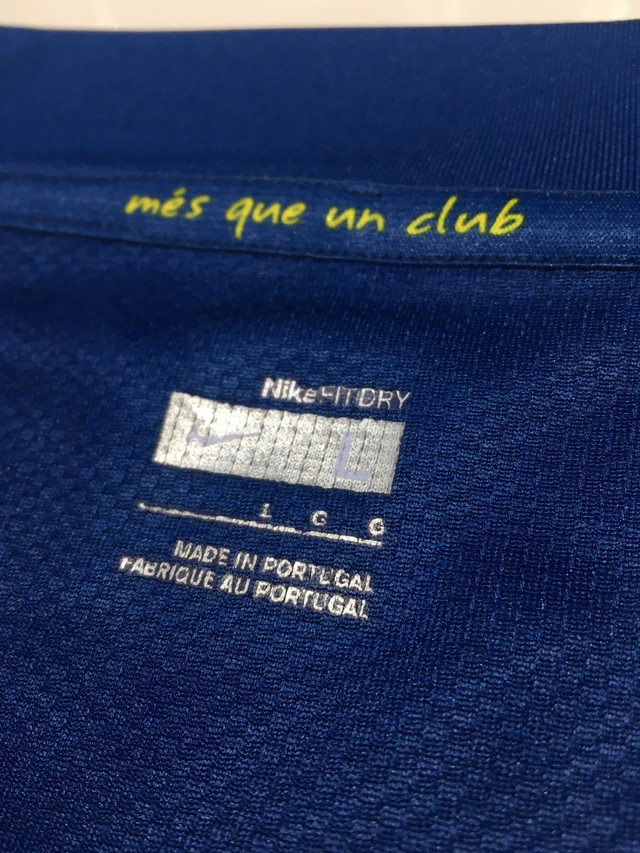 més que un club
NikeFITDRY
L
L G G
MADE IN PORTUGAL
FABRIQUE AU PORTUGAL